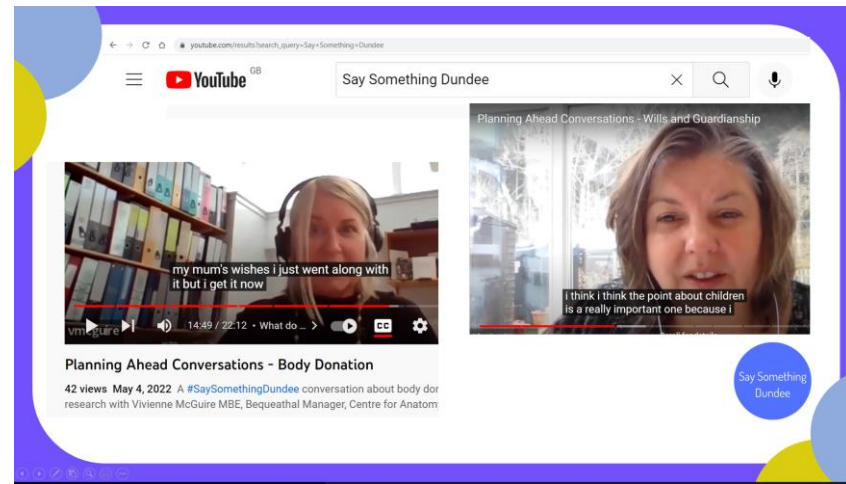 youtube.com/results?search_query=Say+Something+Dundee
YouTube GB
Say Something Dundee
Planning Ahead Conversations - Wills and Guardianship
my mum's wishes i just went along with
it but i get it now
vmcguire
14:49 / 22:12 • What do ...
CC
i think i think the point about children
is a really important one because i
Planning Ahead Conversations - Body Donation
42 views May 4, 2022 A #SaySomethingDundee conversation about body dor
research with Vivienne McGuire MBE, Bequeathal Manager, Centre for Anatom
Say Something
Dundee